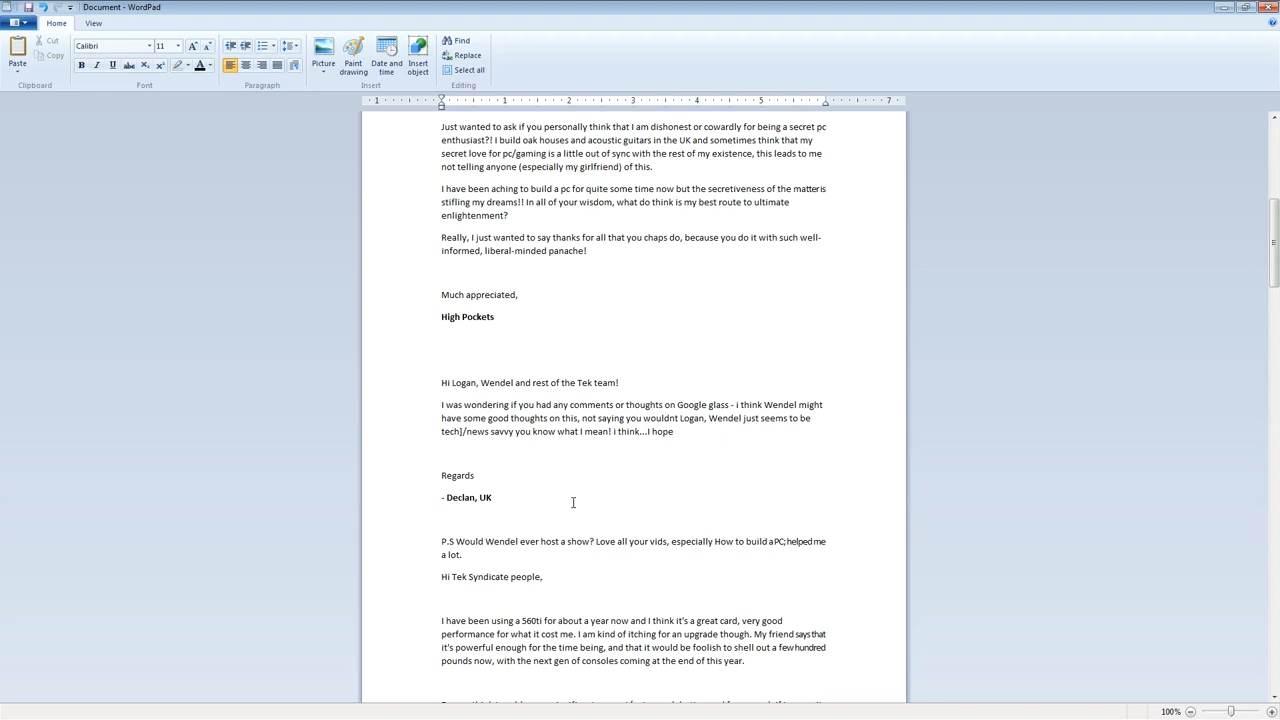 Document - WordPad
Home View
Cut
Copy
Paste
Clipboard
Calibri 11
Font
Paragraph
Picture
Paint drawing
Date and time
Insert object
Insert
Find
Replace
Select all
Editing
1 1 2 3 4 5 7
Just wanted to ask if you personally think that I am dishonest or cowardly for being a secret pc
enthusiast?! I build oak houses and acoustic guitars in the UK and sometimes think that my
secret love for pc/gaming is a little out of sync with the rest of my existence, this leads to me
not telling anyone (especially my girlfriend) of this.
I have been aching to build a pc for quite some time now but the secretiveness of the matter is
stifling my dreams!! In all of your wisdom, what do think is my best route to ultimate
enlightenment?
Really, I just wanted to say thanks for all that you chaps do, because you do it with such well-
informed, liberal-minded panache!
Much appreciated,
High Pockets
Hi Logan, Wendel and rest of the Tek team!
I was wondering if you had any comments or thoughts on Google glass - i think Wendel might
have some good thoughts on this, not saying you wouldnt Logan, Wendel just seems to be
tech]/news savvy you know what I mean! i think...I hope
Regards
- Declan, UK
P.S Would Wendel ever host a show? Love all your vids, especially How to build a PC; helped me
a lot.
Hi Tek Syndicate people,
I have been using a 560ti for about a year now and I think it's a great card, very good
performance for what it cost me. I am kind of itching for an upgrade though. My friend says that
it's powerful enough for the time being, and that it would be foolish to shell out a few hundred
pounds now, with the next gen of consoles coming at the end of this year.
100%